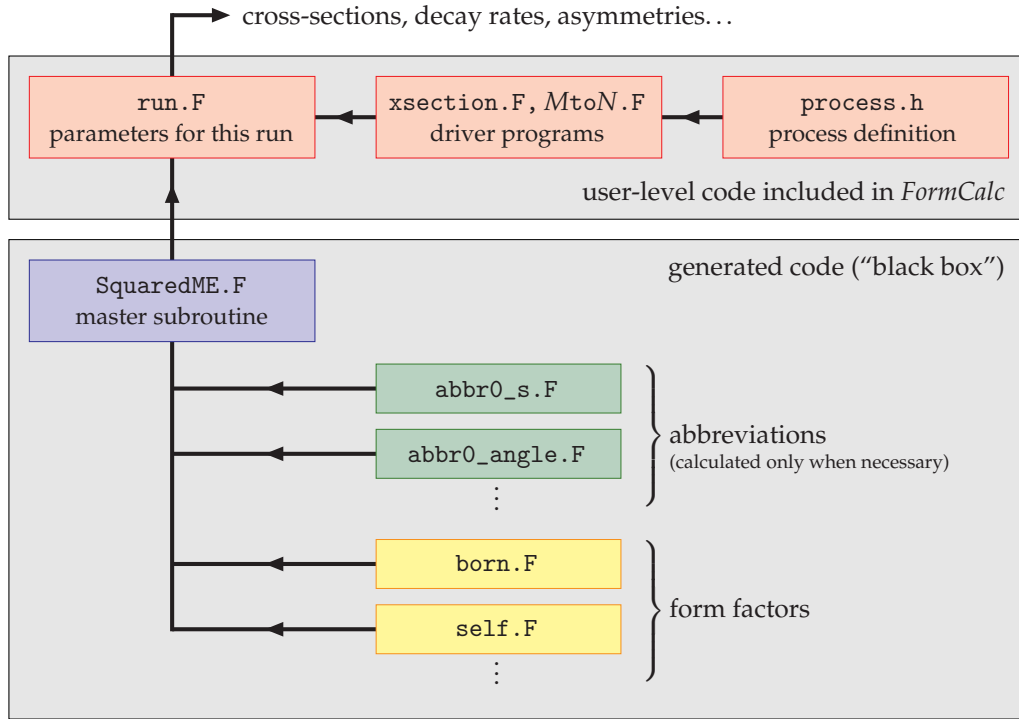 cross-sections, decay rates, asymmetries…
run.F
parameters for this run
xsection.F, MtoN.F
driver programs
process.h
process definition
user-level code included in FormCalc
generated code (“black box”)
SquaredME.F
master subroutine
abbr0_s.F
abbr0_angle.F
⋮
abbreviations
(calculated only when necessary)
born.F
self.F
⋮
form factors